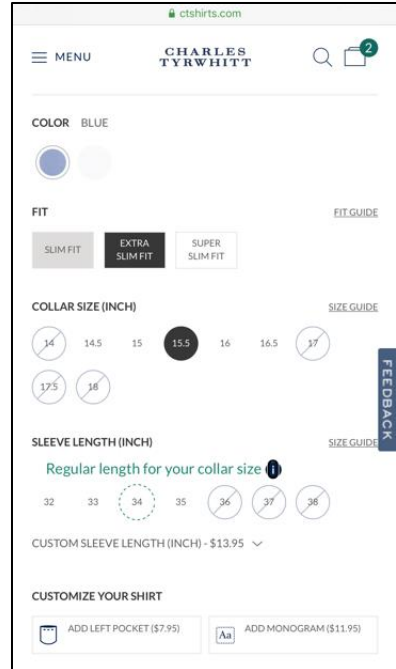 ctshirts.com
MENU
CHARLES
TYRWHITT
2
COLOR BLUE
FIT
FIT GUIDE
SLIM FIT
EXTRA
SLIM FIT
SUPER
SLIM FIT
COLLAR SIZE (INCH)
SIZE GUIDE
14 14.5 15 15.5 16 16.5 17
17.5 18
FEEDBACK
SLEEVE LENGTH (INCH)
SIZE GUIDE
Regular length for your collar size i
32 33 34 35 36 37 38
CUSTOM SLEEVE LENGTH (INCH) - $13.95
CUSTOMIZE YOUR SHIRT
ADD LEFT POCKET ($7.95)
Aa
ADD MONOGRAM ($11.95)